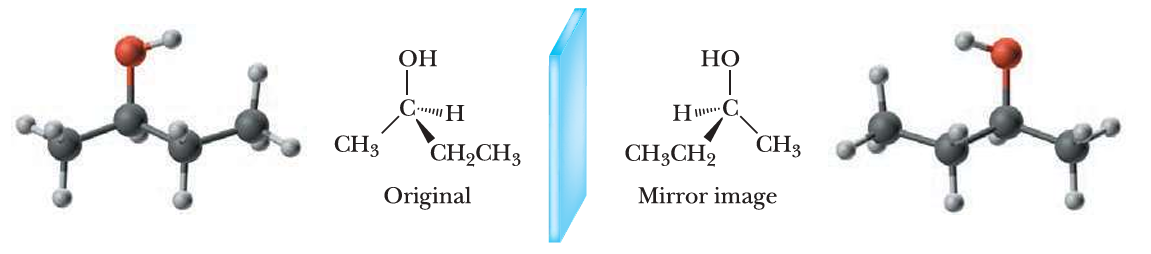 OH
C H
CH₃
CH₂CH₃
Original
HO
H C
CH₃CH₂
CH₃
Mirror image